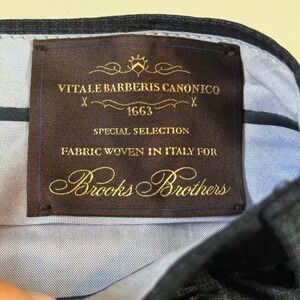 VITALE BARBERIS CANONICO
1663
SPECIAL SELECTION
FABRIC WOVEN IN ITALY FOR
Brooks Brothers